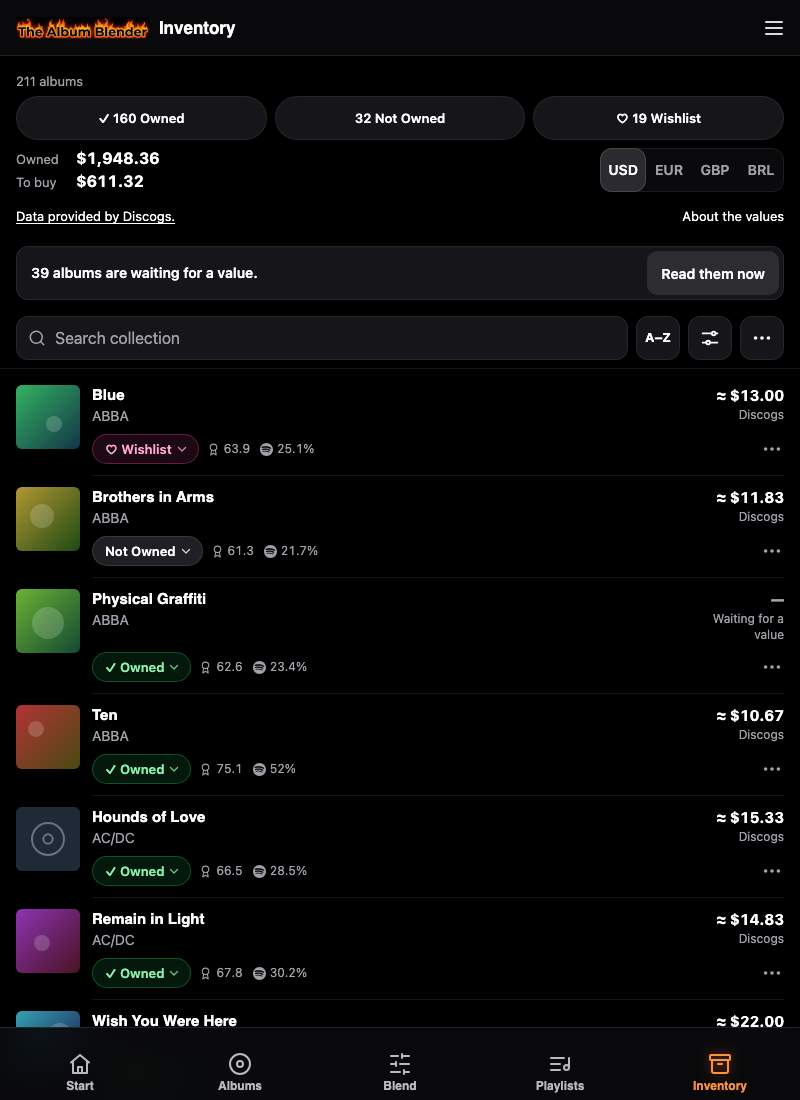 The Album Blender Inventory
211 albums
✓ 160 Owned
32 Not Owned
♡ 19 Wishlist
Owned $1,948.36
To buy $611.32
USD EUR GBP BRL
Data provided by Discogs.
About the values
39 albums are waiting for a value.
Read them now
Search collection
A–Z
Blue
ABBA
≈ $13.00
Discogs
♡ Wishlist
63.9
25.1%
Brothers in Arms
ABBA
≈ $11.83
Discogs
Not Owned
61.3
21.7%
Physical Graffiti
ABBA
—
Waiting for a
value
✓ Owned
62.6
23.4%
Ten
ABBA
≈ $10.67
Discogs
✓ Owned
75.1
52%
Hounds of Love
AC/DC
≈ $15.33
Discogs
✓ Owned
66.5
28.5%
Remain in Light
AC/DC
≈ $14.83
Discogs
✓ Owned
67.8
30.2%
Wish You Were Here
≈ $22.00
Start
Albums
Blend
Playlists
Inventory